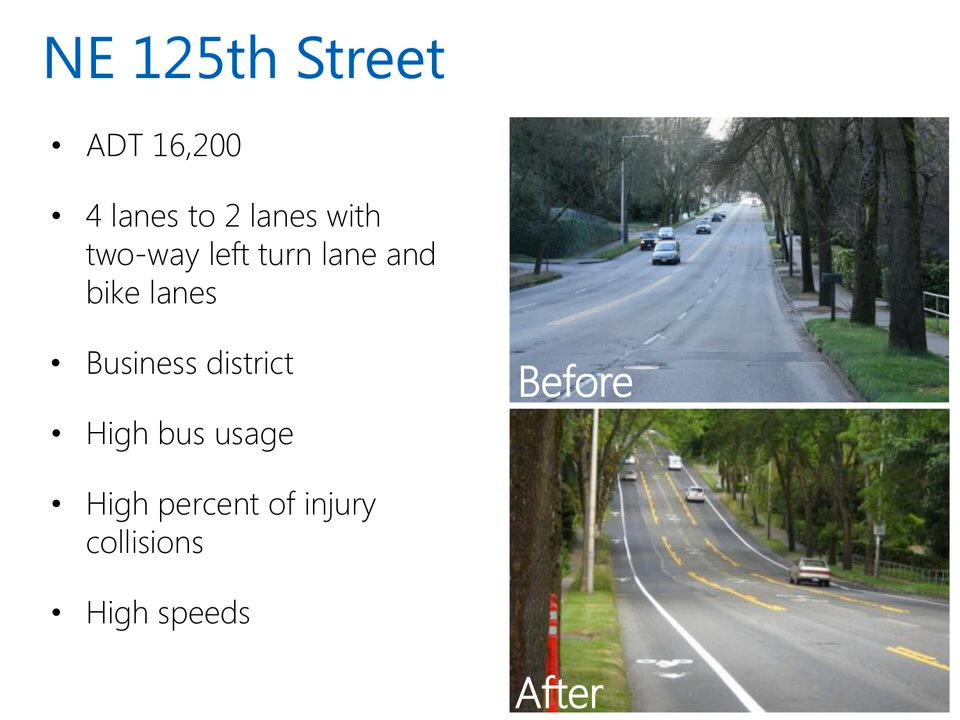 NE 125th Street
• ADT 16,200
• 4 lanes to 2 lanes with
two-way left turn lane and
bike lanes
• Business district
• High bus usage
• High percent of injury
collisions
• High speeds
Before
After